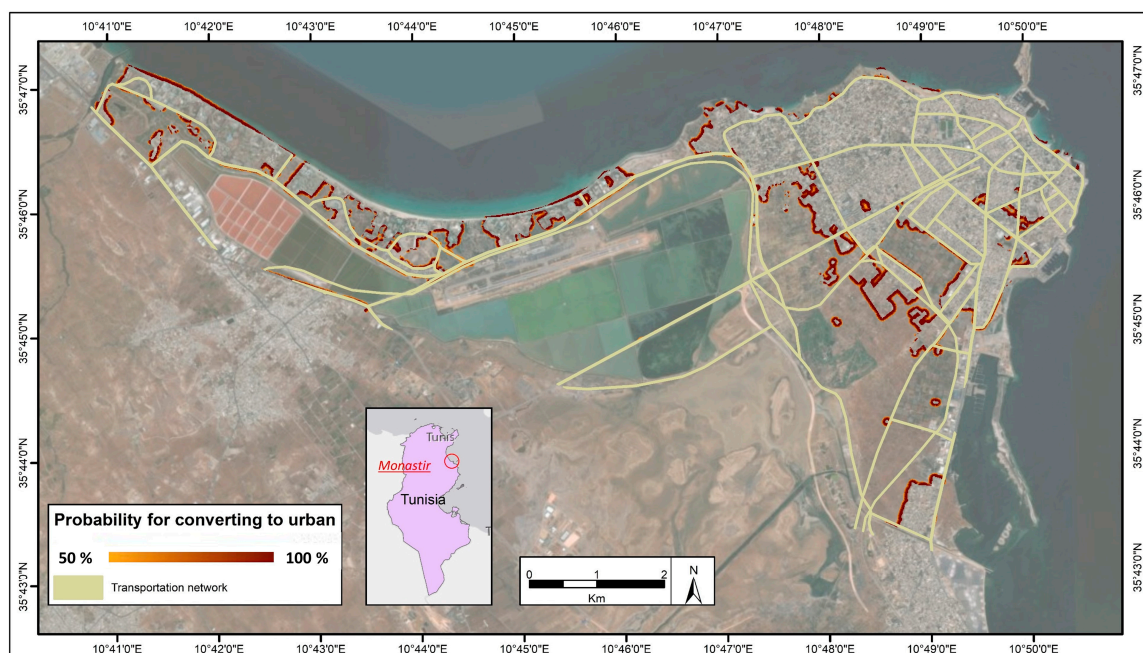 10°41'0"E 10°42'0"E 10°43'0"E 10°44'0"E 10°45'0"E 10°46'0"E 10°47'0"E 10°48'0"E 10°49'0"E 10°50'0"E
35°47'0"N
35°46'0"N
35°45'0"N
35°44'0"N
35°43'0"N
35°47'0"N
35°46'0"N
35°45'0"N
35°44'0"N
35°43'0"N
Tunis
Monastir
Tunisia
T
Probability for converting to urban
50 % 100 %
Transportation network
0 1 2
Km
N
10°41'0"E 10°42'0"E 10°43'0"E 10°44'0"E 10°45'0"E 10°46'0"E 10°47'0"E 10°48'0"E 10°49'0"E 10°50'0"E